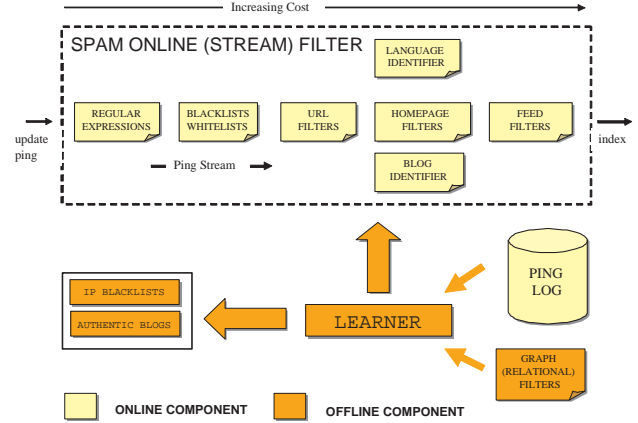 Increasing Cost
SPAM ONLINE (STREAM) FILTER
LANGUAGE
IDENTIFIER
REGULAR
EXPRESSIONS
BLACKLISTS
WHITELISTS
URL
FILTERS
HOMEPAGE
FILTERS
FEED
FILTERS
update
ping
index
Ping Stream
BLOG
IDENTIFIER
PING
LOG
IP BLACKLISTS
AUTHENTIC BLOGS
LEARNER
GRAPH
(RELATIONAL)
FILTERS
ONLINE COMPONENT
OFFLINE COMPONENT